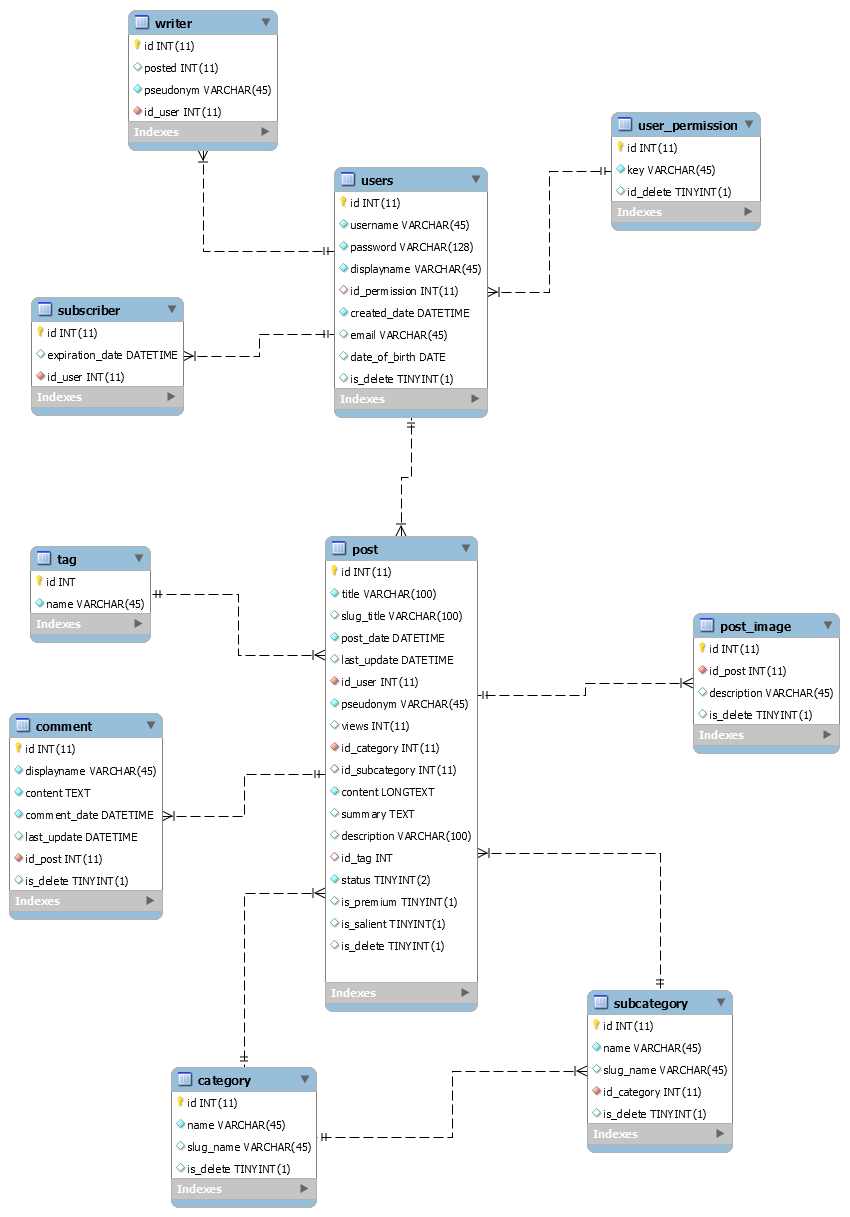 writer
id INT(11)
posted INT(11)
pseudonym VARCHAR(45)
id_user INT(11)
Indexes
user_permission
id INT(11)
key VARCHAR(45)
id_delete TINYINT(1)
Indexes
users
id INT(11)
username VARCHAR(45)
password VARCHAR(128)
displayname VARCHAR(45)
id_permission INT(11)
created_date DATETIME
email VARCHAR(45)
date_of_birth DATE
is_delete TINYINT(1)
Indexes
subscriber
id INT(11)
expiration_date DATETIME
id_user INT(11)
Indexes
tag
id INT
name VARCHAR(45)
Indexes
post
id INT(11)
title VARCHAR(100)
slug_title VARCHAR(100)
post_date DATETIME
last_update DATETIME
id_user INT(11)
pseudonym VARCHAR(45)
views INT(11)
id_category INT(11)
id_subcategory INT(11)
content LONGTEXT
summary TEXT
description VARCHAR(100)
id_tag INT
status TINYINT(2)
is_premium TINYINT(1)
is_salient TINYINT(1)
is_delete TINYINT(1)
Indexes
post_image
id INT(11)
id_post INT(11)
description VARCHAR(45)
is_delete TINYINT(1)
Indexes
comment
id INT(11)
displayname VARCHAR(45)
content TEXT
comment_date DATETIME
last_update DATETIME
id_post INT(11)
is_delete TINYINT(1)
Indexes
subcategory
id INT(11)
name VARCHAR(45)
slug_name VARCHAR(45)
id_category INT(11)
is_delete TINYINT(1)
Indexes
category
id INT(11)
name VARCHAR(45)
slug_name VARCHAR(45)
is_delete TINYINT(1)
Indexes